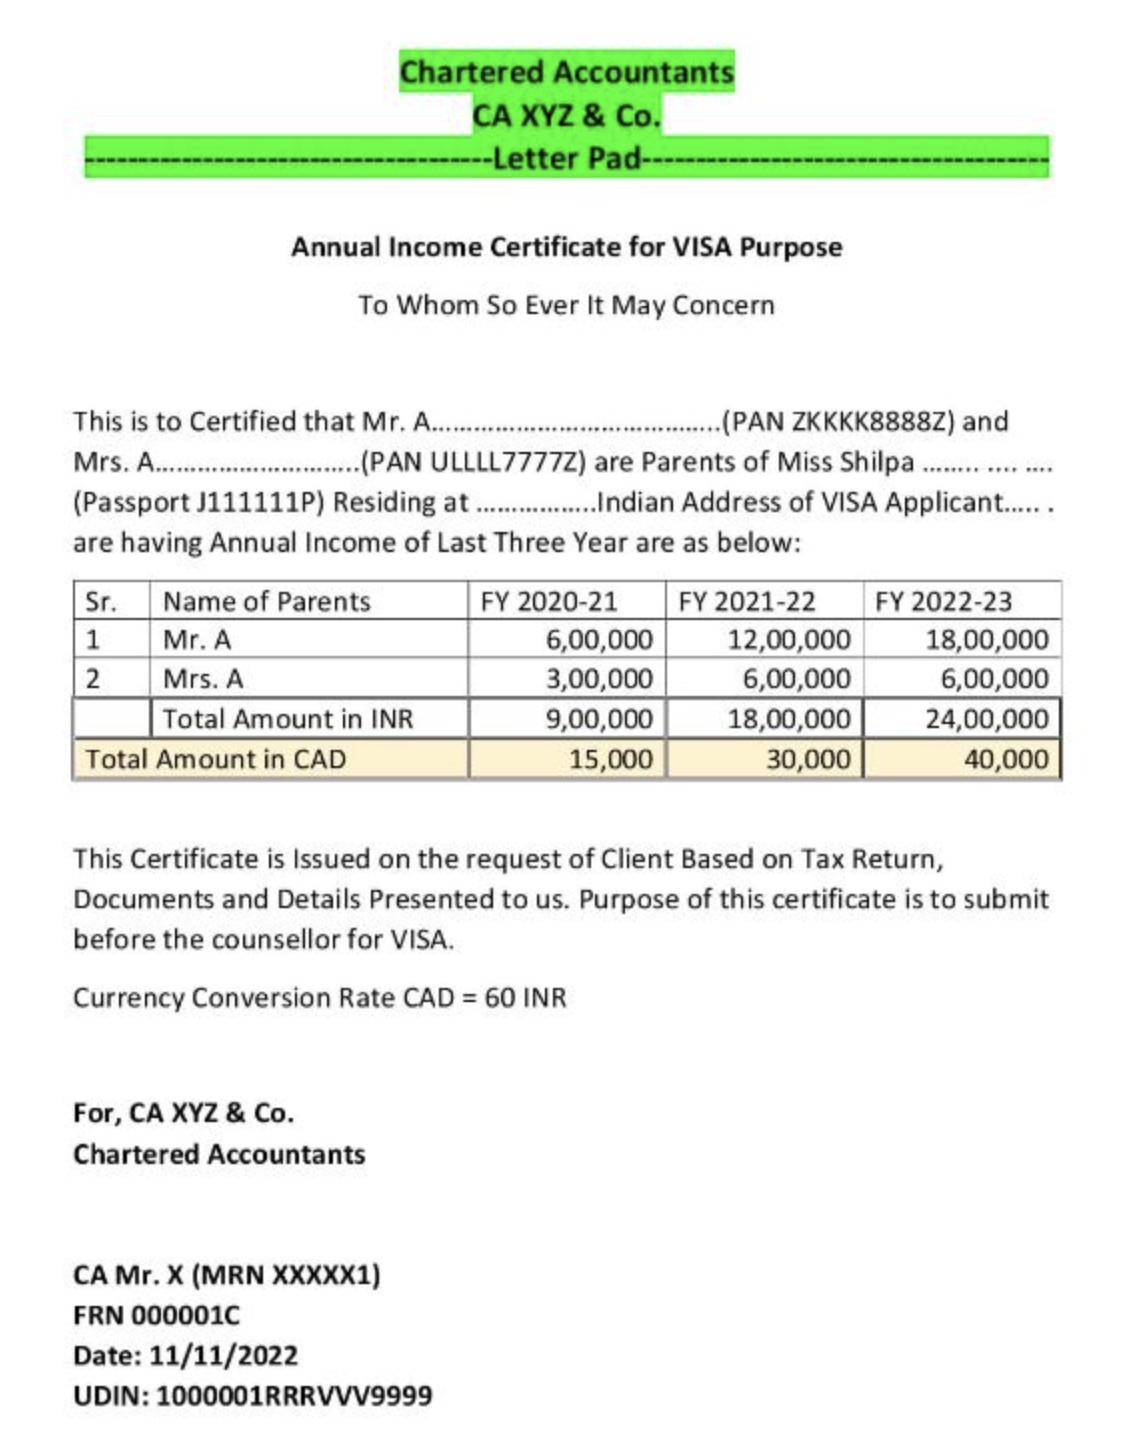 Chartered Accountants
CA XYZ & Co.
--------------------------------------Letter Pad--------------------------------------
Annual Income Certificate for VISA Purpose
To Whom So Ever It May Concern
This is to Certified that Mr. A………………………………….(PAN ZKKKK8888Z) and
Mrs. A………………………..(PAN ULLLL7777Z) are Parents of Miss Shilpa …….. …. ….
(Passport J111111P) Residing at ……………..Indian Address of VISA Applicant….. .
are having Annual Income of Last Three Year are as below:
Sr. Name of Parents FY 2020-21 FY 2021-22 FY 2022-23
1 Mr. A 6,00,000 12,00,000 18,00,000
2 Mrs. A 3,00,000 6,00,000 6,00,000
Total Amount in INR 9,00,000 18,00,000 24,00,000
Total Amount in CAD 15,000 30,000 40,000
This Certificate is Issued on the request of Client Based on Tax Return,
Documents and Details Presented to us. Purpose of this certificate is to submit
before the counsellor for VISA.
Currency Conversion Rate CAD = 60 INR
For, CA XYZ & Co.
Chartered Accountants
CA Mr. X (MRN XXXXX1)
FRN 000001C
Date: 11/11/2022
UDIN: 1000001RRRVVV9999